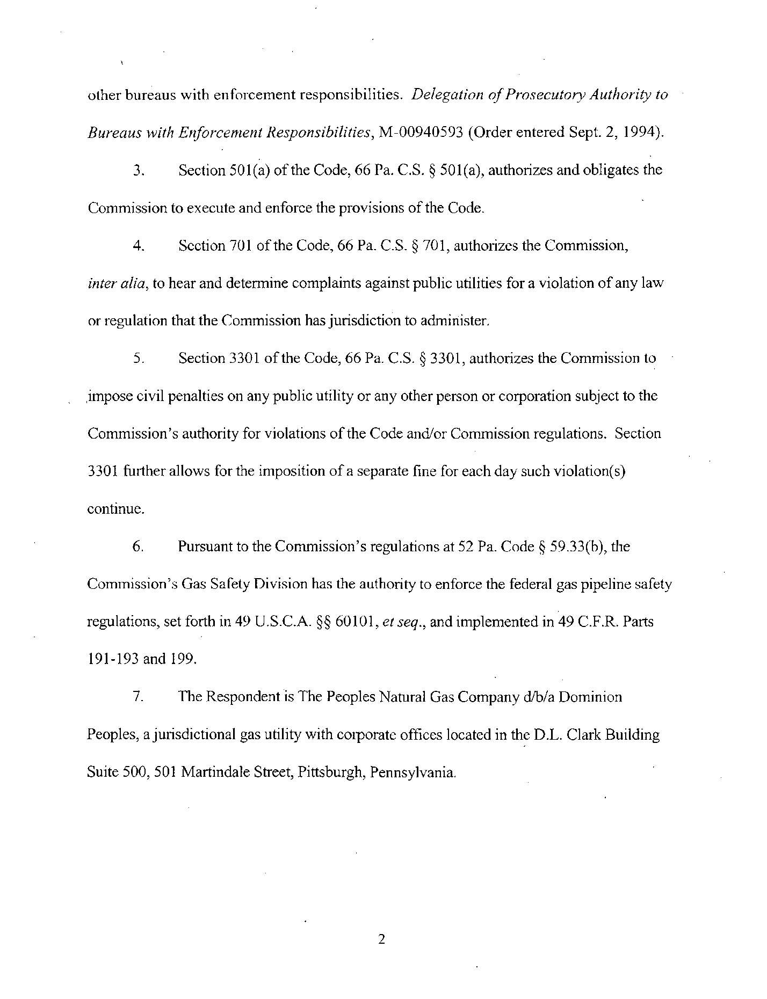 other bureaus with enforcement responsibilities. Delegation of Prosecutory Authority to
Bureaus with Enforcement Responsibilities, M-00940593 (Order entered Sept. 2, 1994).
3. Section 501(a) of the Code, 66 Pa. C.S. § 501(a), authorizes and obligates the
Commission to execute and enforce the provisions of the Code.
4. Section 701 of the Code, 66 Pa. C.S. § 701, authorizes the Commission,
inter alia, to hear and determine complaints against public utilities for a violation of any law
or regulation that the Commission has jurisdiction to administer.
5. Section 3301 of the Code, 66 Pa. C.S. § 3301, authorizes the Commission to
impose civil penalties on any public utility or any other person or corporation subject to the
Commission's authority for violations of the Code and/or Commission regulations. Section
3301 further allows for the imposition of a separate fine for each day such violation(s)
continue.
6. Pursuant to the Commission's regulations at 52 Pa. Code § 59.33(b), the
Commission's Gas Safety Division has the authority to enforce the federal gas pipeline safety
regulations, set forth in 49 U.S.C.A. §§ 60101, et seq., and implemented in 49 C.F.R. Parts
191-193 and 199.
7. The Respondent is The Peoples Natural Gas Company d/b/a Dominion
Peoples, a jurisdictional gas utility with corporate offices located in the D.L. Clark Building
Suite 500, 501 Martindale Street, Pittsburgh, Pennsylvania.
2